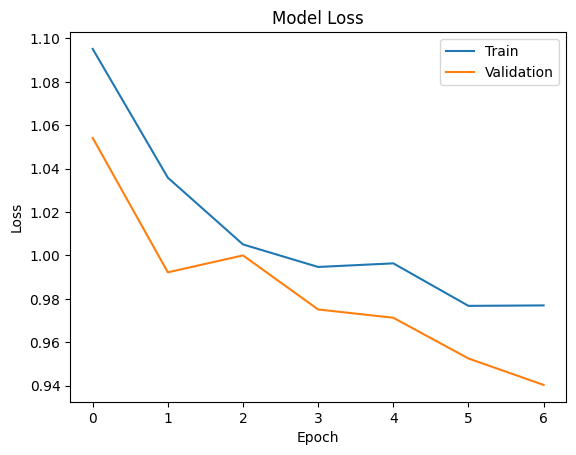 Model Loss
1.10
1.08
1.06
1.04
1.02
1.00
0.98
0.96
0.94
Loss
Train
Validation
0 1 2 3 4 5 6
Epoch